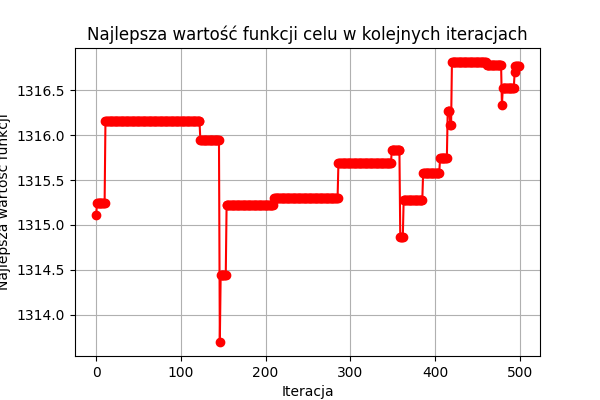 Najlepsza wartość funkcji celu w kolejnych iteracjach
Najlepsza wartość funkcji
1316.5
1316.0
1315.5
1315.0
1314.5
1314.0
0 100 200 300 400 500
Iteracja